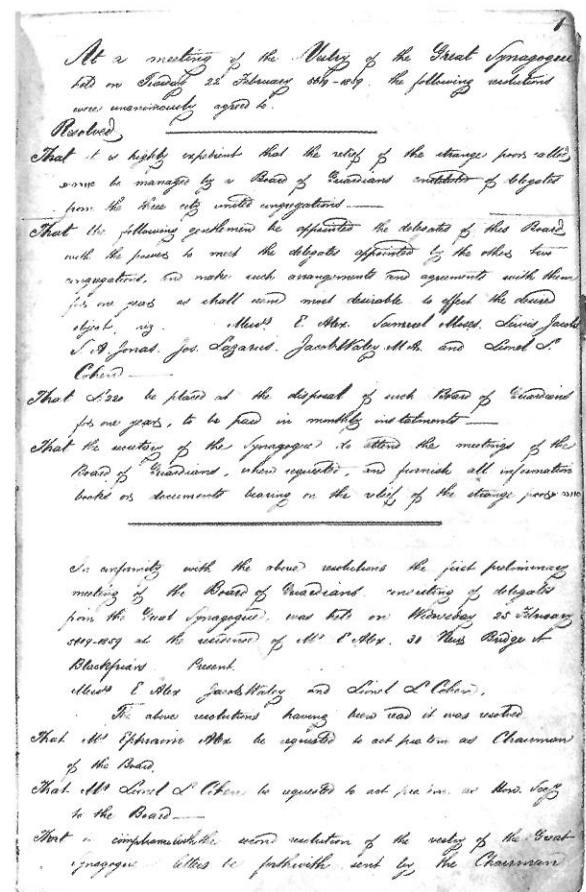 1
At a meeting of the Vestry of the Great Synagogue
held on Tuesday 22 February 5619-1859 the following resolutions
were unanimously agreed to.
Resolved
That it is highly expedient that the relief of the strange poor called
be managed by a Board of Guardians of delegates
from the three city united congregations
That the following gentlemen be appointed the delegates of this Board
with the power to meet the delegates appointed by the other two
congregations, and make such arrangements and agreements with them
for one year as shall seem most desirable to effect the desired
object, viz. Messrs E. Alex. Samuel Moses. Lewis Jacobs
S. A. Jonas. Jos. Lazarus. Jacob Waley M.A. and Lionel L.
Cohen
That £.220 be placed at the disposal of such Board of Guardians
for one year, to be paid in monthly instalments
That the secretary of the Synagogue do attend the meetings of the
Board of Guardians, when requested, and furnish all information
books or documents bearing on the relief of the strange poor
In conformity with the above resolutions the first preliminary
meeting of the Board of Guardians consisting of delegates
from the Great Synagogue, was held on Wednesday 23 February
5619-1859 at the residence of Mr E Alex. 30 New Bridge St
Blackfriars Present
Messrs E Alex Jacob Waley and Lionel L Cohen.
The above resolutions having been read it was resolved
That Mr Ephraim Alex be requested to act pro tem as Chairman
of the Board
That Mr Lionel L Cohen be requested to act pro tem. as Hon. Secy
to the Board
That in compliance with the second resolution of the vestry of the Great
synagogue letters be forthwith sent by the Chairman